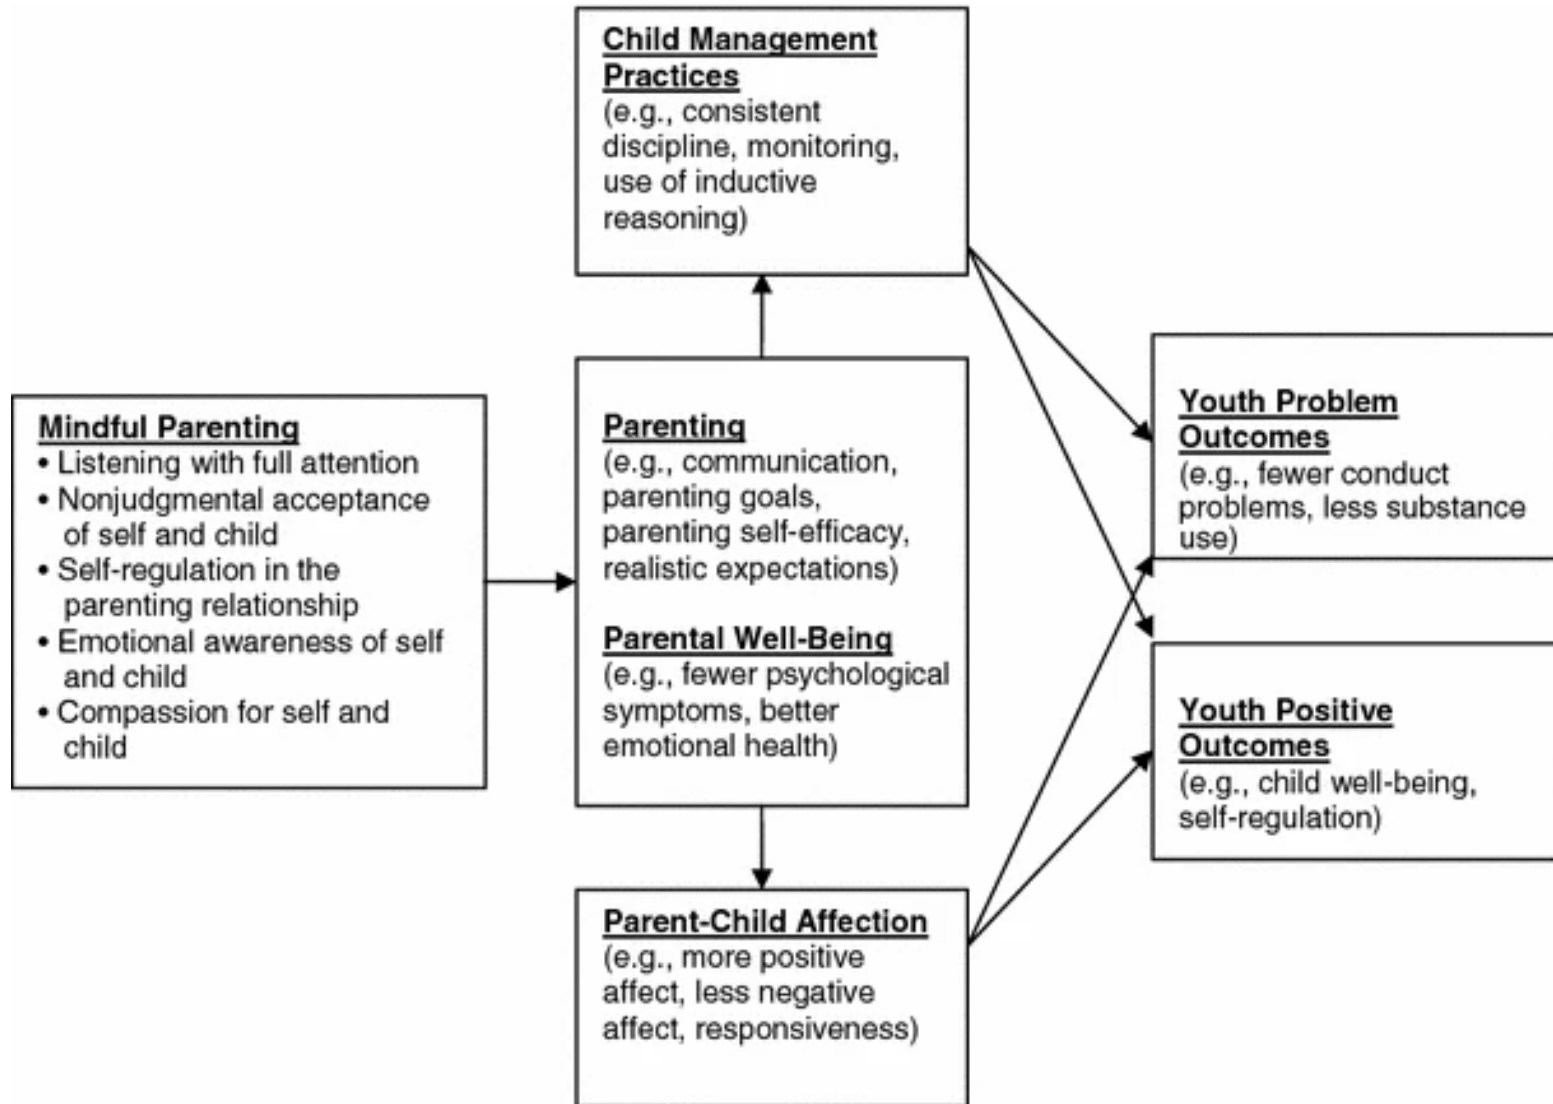 Child Management
Practices
(e.g., consistent
discipline, monitoring,
use of inductive
reasoning)
Mindful Parenting
• Listening with full attention
• Nonjudgmental acceptance
of self and child
• Self-regulation in the
parenting relationship
• Emotional awareness of self
and child
• Compassion for self and
child
Parenting
(e.g., communication,
parenting goals,
parenting self-efficacy,
realistic expectations)
Parental Well-Being
(e.g., fewer psychological
symptoms, better
emotional health)
Parent-Child Affection
(e.g., more positive
affect, less negative
affect, responsiveness)
Youth Problem
Outcomes
(e.g., fewer conduct
problems, less substance
use)
Youth Positive
Outcomes
(e.g., child well-being,
self-regulation)